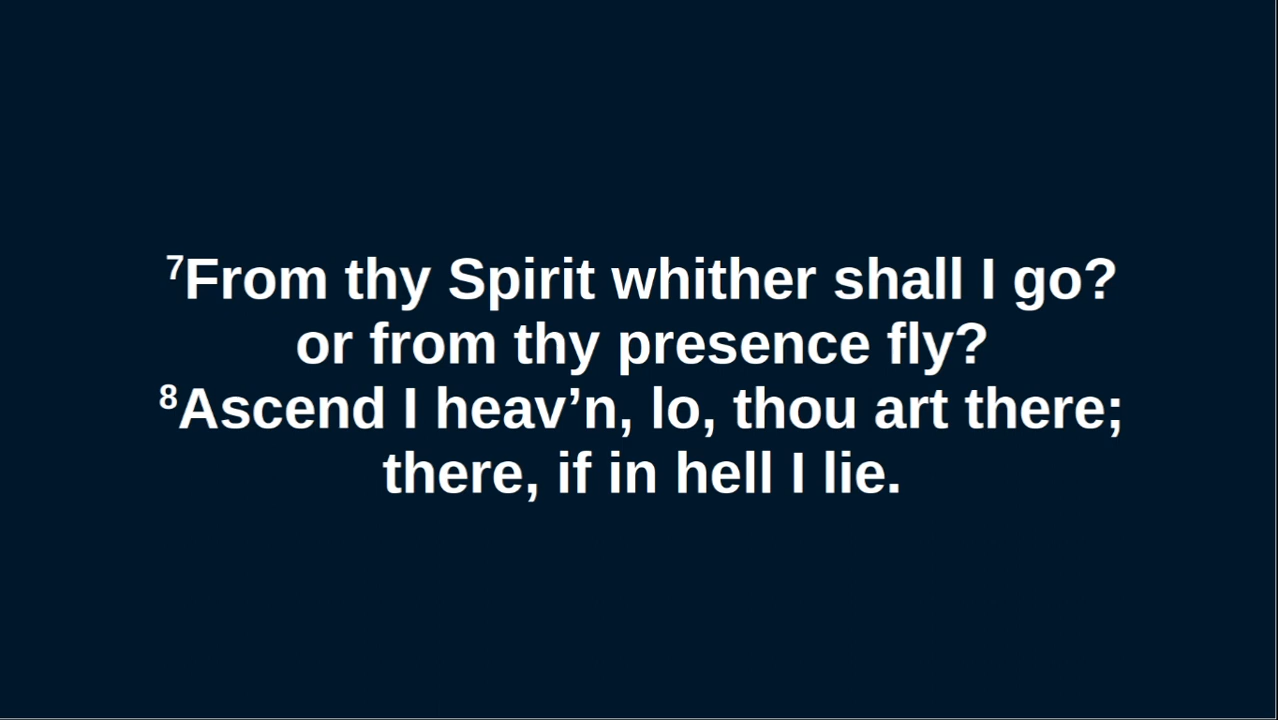 ⁷From thy Spirit whither shall I go?
or from thy presence fly?
⁸Ascend I heav’n, lo, thou art there;
there, if in hell I lie.